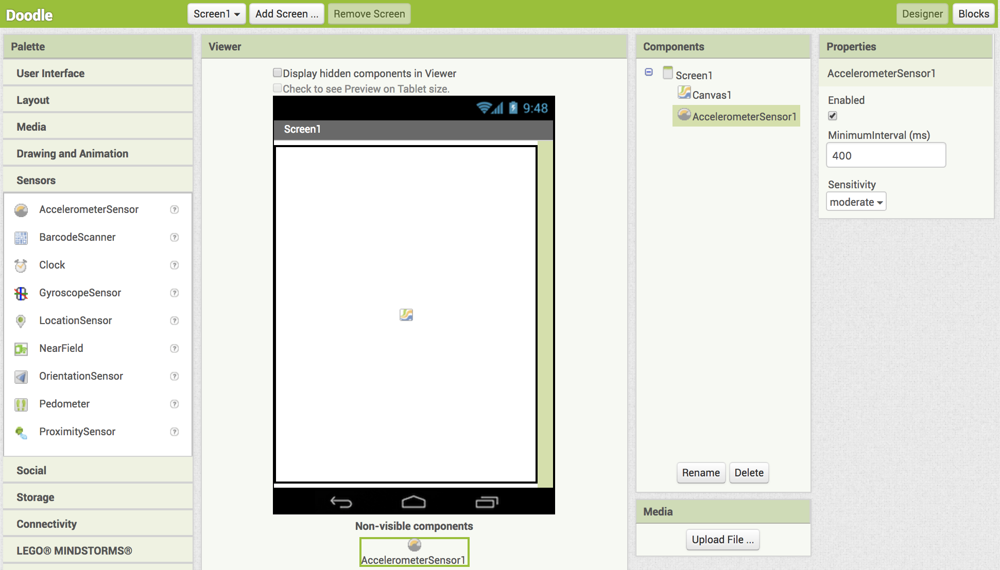 Doodle
Screen1
Add Screen ...
Remove Screen
Designer
Blocks
Palette
User Interface
Layout
Media
Drawing and Animation
Sensors
AccelerometerSensor
?
BarcodeScanner
?
Clock
?
GyroscopeSensor
?
LocationSensor
?
NearField
?
OrientationSensor
?
Pedometer
?
ProximitySensor
?
Social
Storage
Connectivity
LEGO® MINDSTORMS®
Viewer
Display hidden components in Viewer
Check to see Preview on Tablet size.
9:48
Screen1
Non-visible components
AccelerometerSensor1
Components
Screen1
Canvas1
AccelerometerSensor1
Rename
Delete
Media
Upload File ...
Properties
AccelerometerSensor1
Enabled
MinimumInterval (ms)
400
Sensitivity
moderate